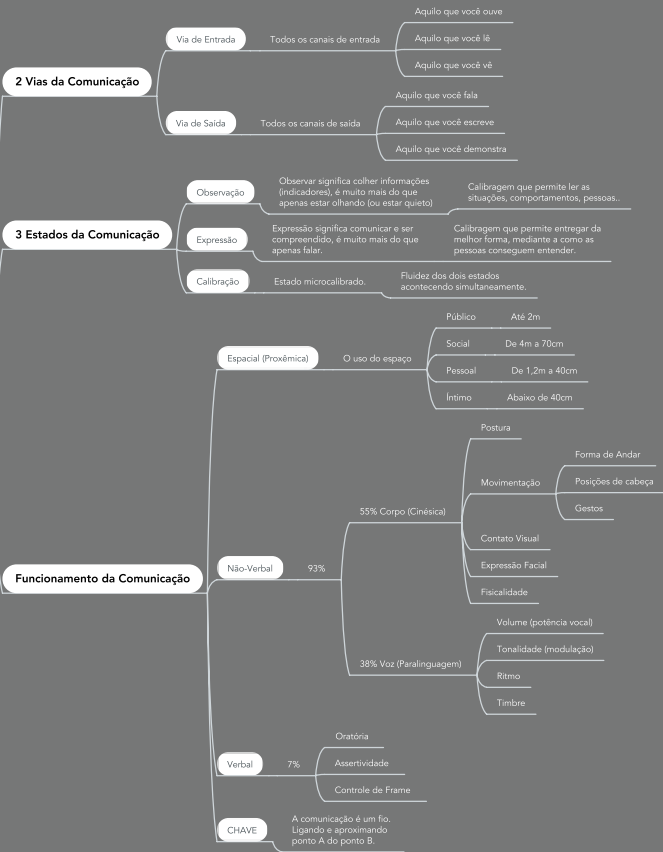 2 Vias da Comunicação
Via de Entrada
Todos os canais de entrada
Aquilo que você ouve
Aquilo que você lê
Aquilo que você vê
Via de Saída
Todos os canais de saída
Aquilo que você fala
Aquilo que você escreve
Aquilo que você demonstra
3 Estados da Comunicação
Observação
Observar significa colher informações
(indicadores), é muito mais do que
apenas estar olhando (ou estar quieto)
Calibragem que permite ler as
situações, comportamentos, pessoas..
Expressão
Expressão significa comunicar e ser
compreendido, é muito mais do que
apenas falar.
Calibragem que permite entregar da
melhor forma, mediante a como as
pessoas conseguem entender.
Calibração
Estado microcalibrado.
Fluidez dos dois estados
acontecendo simultaneamente.
Funcionamento da Comunicação
Espacial (Proxêmica)
O uso do espaço
Público
Até 2m
Social
De 4m a 70cm
Pessoal
De 1,2m a 40cm
Íntimo
Abaixo de 40cm
Não-Verbal
93%
55% Corpo (Cinésica)
Postura
Movimentação
Forma de Andar
Posições de cabeça
Gestos
Contato Visual
Expressão Facial
Fisicalidade
38% Voz (Paralinguagem)
Volume (potência vocal)
Tonalidade (modulação)
Ritmo
Timbre
Verbal
7%
Oratória
Assertividade
Controle de Frame
CHAVE
A comunicação é um fio.
Ligando e aproximando
ponto A do ponto B.